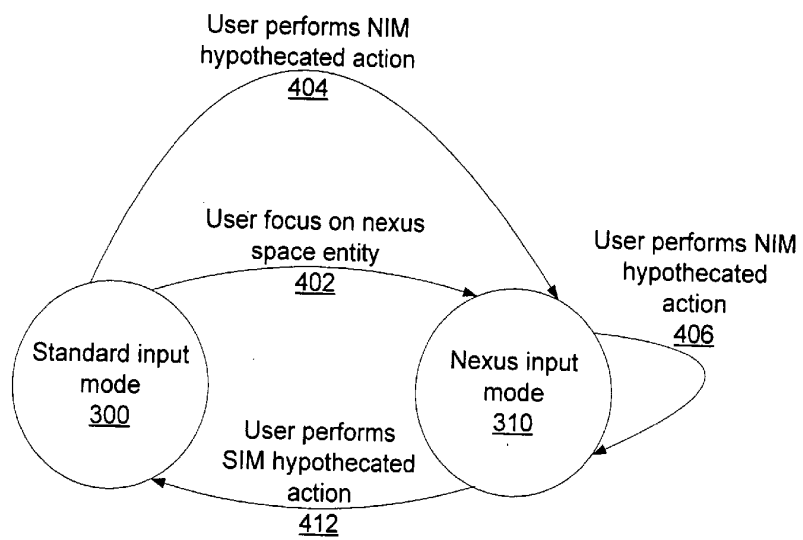 User performs NIM
hypothecated action
404
User focus on nexus
space entity
402
User performs NIM
hypothecated
action
406
Standard input
mode
300
Nexus input
mode
310
User performs
SIM hypothecated
action
412